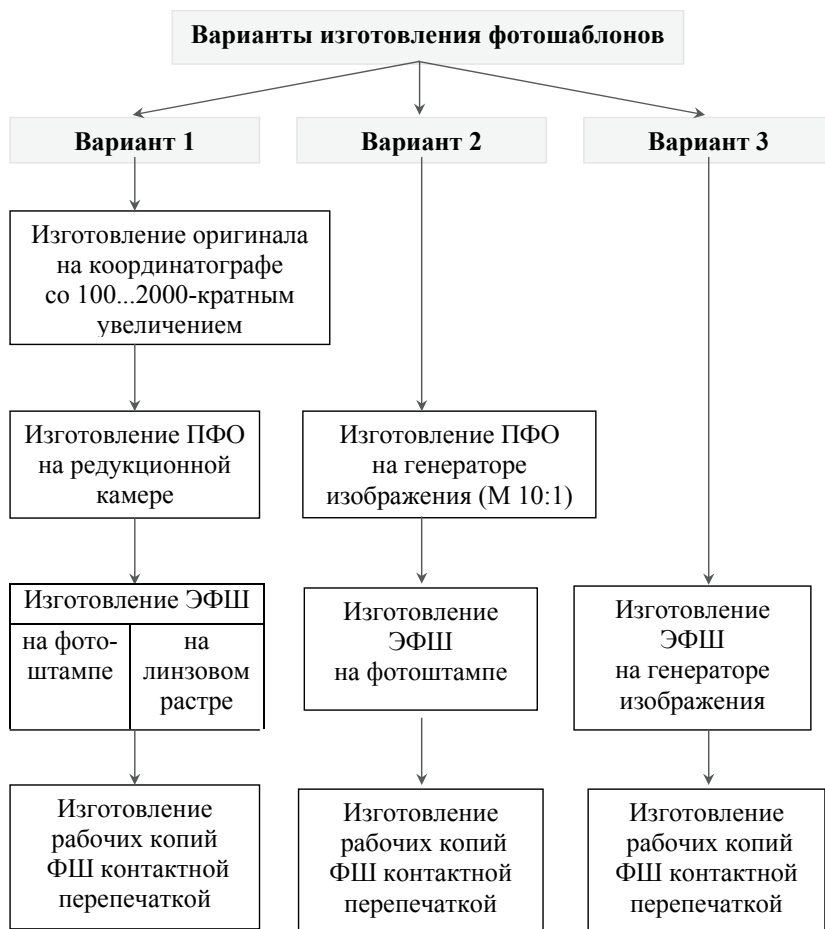 Варианты изготовления фотошаблонов
Вариант 1
Вариант 2
Вариант 3
Изготовление оригинала
на координатографе
со 100...2000-кратным
увеличением
Изготовление ПФО
на редукционной
камере
Изготовление ПФО
на генераторе
изображения (М 10:1)
Изготовление ЭФШ
на фото-
штампе
на
линзовом
растре
Изготовление
ЭФШ
на фотоштампе
Изготовление
ЭФШ
на генераторе
изображения
Изготовление
рабочих копий
ФШ контактной
перепечаткой
Изготовление
рабочих копий
ФШ контактной
перепечаткой
Изготовление
рабочих копий
ФШ контактной
перепечаткой